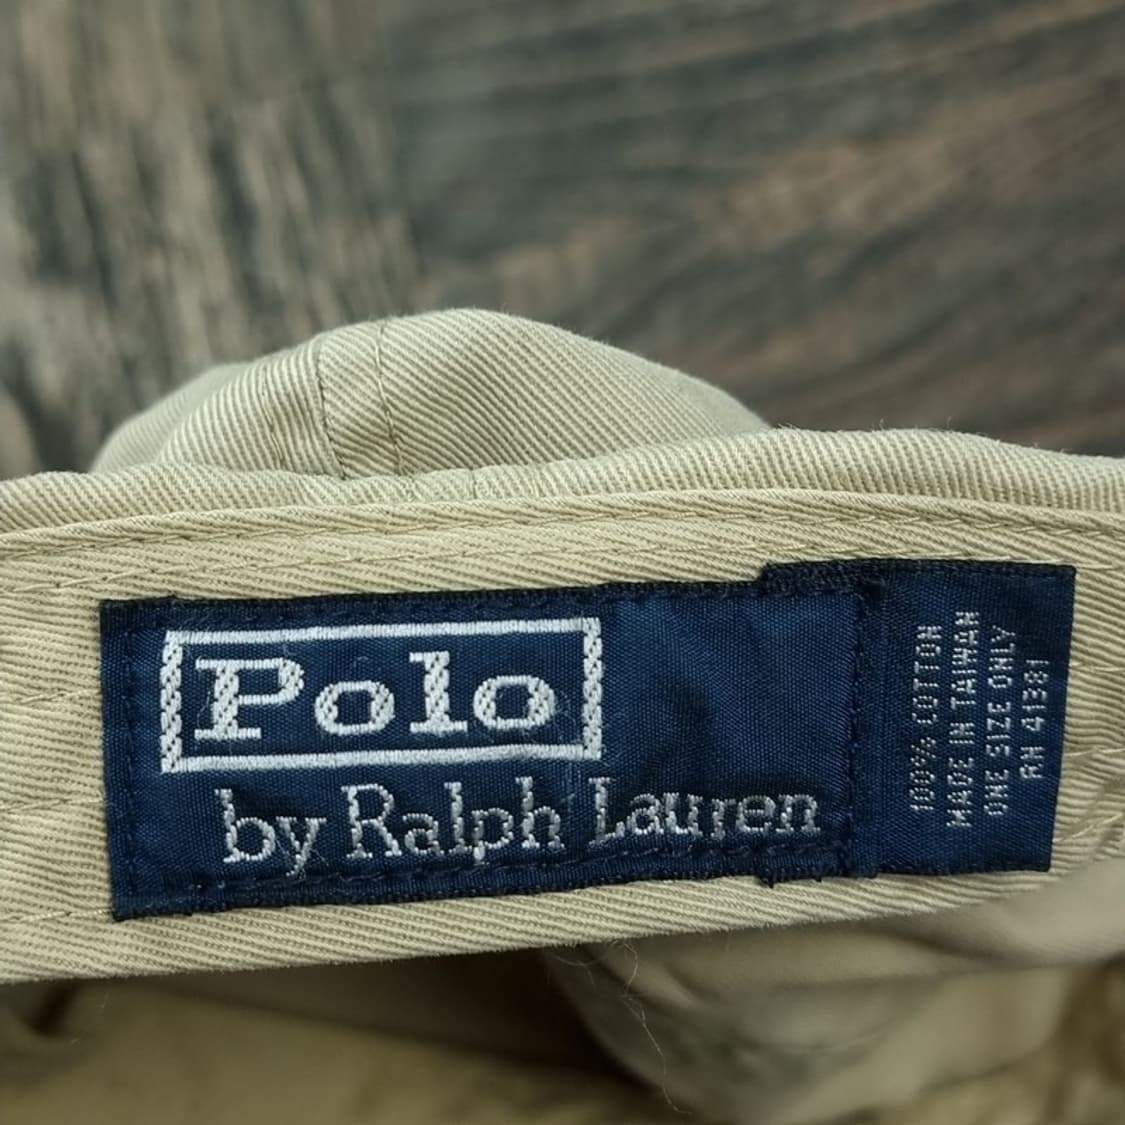 Polo
by Ralph Lauren
100% COTTON
MADE IN TAIWAN
ONE SIZE ONLY
RN 41381